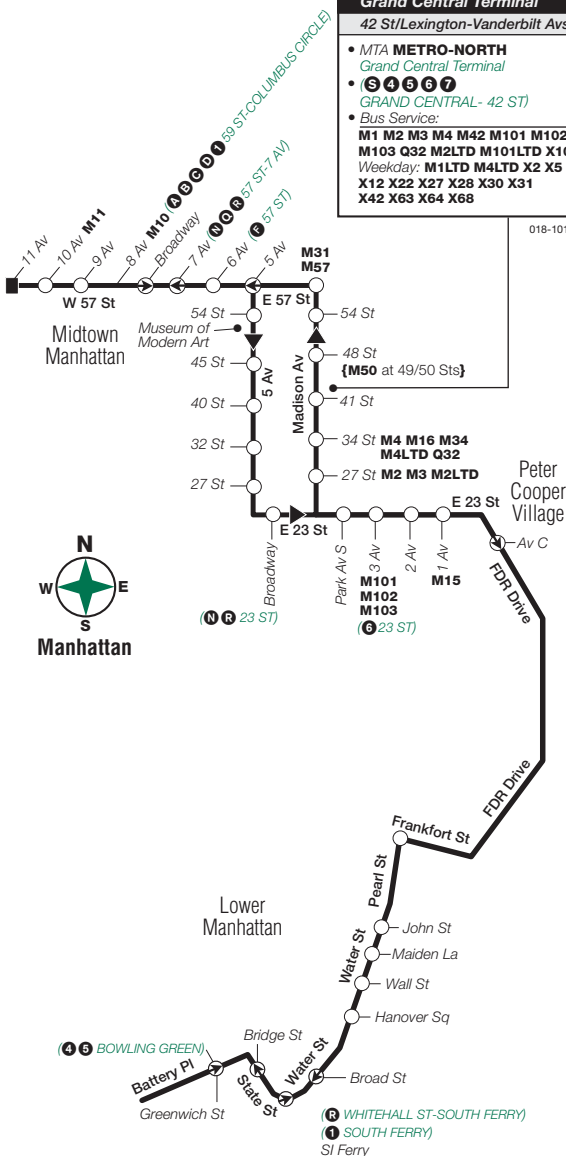 Grand Central Terminal
42 St/Lexington-Vanderbilt Avs
• MTA METRO-NORTH
Grand Central Terminal
• (S 4 5 6 7
GRAND CENTRAL- 42 ST)
• Bus Service:
M1 M2 M3 M4 M42 M101 M102
M103 Q32 M2LTD M101LTD X10
Weekday: M1LTD M4LTD X2 X5
X12 X22 X27 X28 X30 X31
X42 X63 X64 X68
018-101
11 Av
10 Av M11
9 Av
8 Av M10 (A B C D 1 59 ST-COLUMBUS CIRCLE)
Broadway
7 Av (N Q R 57 ST-7 AV)
6 Av (F 57 ST)
5 Av
M31
M57
W 57 St
E 57 St
Midtown
Manhattan
Museum of
Modern Art
54 St
45 St
40 St
32 St
27 St
5 Av
Madison Av
54 St
48 St
{M50 at 49/50 Sts}
41 St
34 St M4 M16 M34
M4LTD Q32
27 St M2 M3 M2LTD
E 23 St
E 23 St
Peter
Cooper
Village
Broadway
(N R 23 ST)
Park Av S
3 Av
M101
M102
M103
(6 23 ST)
2 Av
1 Av
M15
Av C
FDR Drive
N
W E
S
Manhattan
FDR Drive
Frankfort St
Pearl St
Lower
Manhattan
John St
Water St
Maiden La
Wall St
Hanover Sq
(4 5 BOWLING GREEN)
Bridge St
Water St
Broad St
Battery Pl
State St
Greenwich St
(R WHITEHALL ST-SOUTH FERRY)
(1 SOUTH FERRY)
SI Ferry